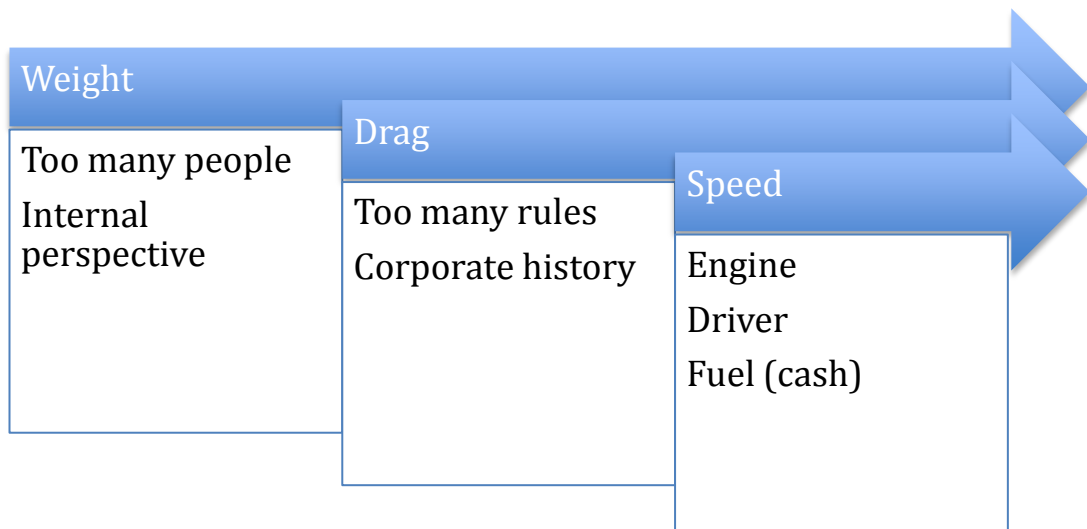 Weight
Too many people
Internal
perspective
Drag
Too many rules
Corporate history
Speed
Engine
Driver
Fuel (cash)